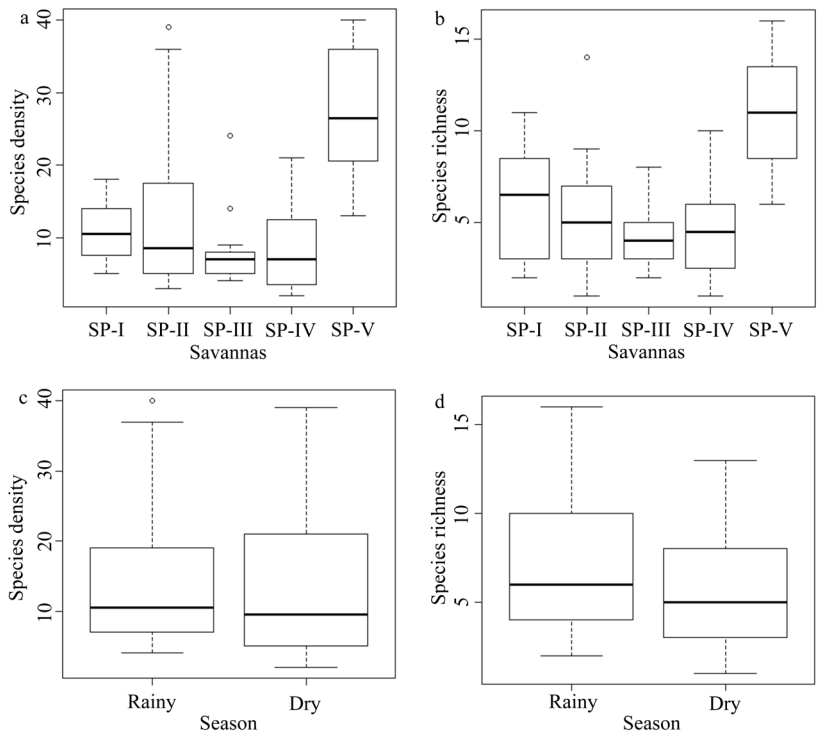 a
Species density
40
30
20
10
SP-I SP-II SP-III SP-IV SP-V
Savannas
b
Species richness
15
10
5
SP-I SP-II SP-III SP-IV SP-V
Savannas
c
Species density
40
30
20
10
Rainy Dry
Season
d
Species richness
15
10
5
Rainy Dry
Season